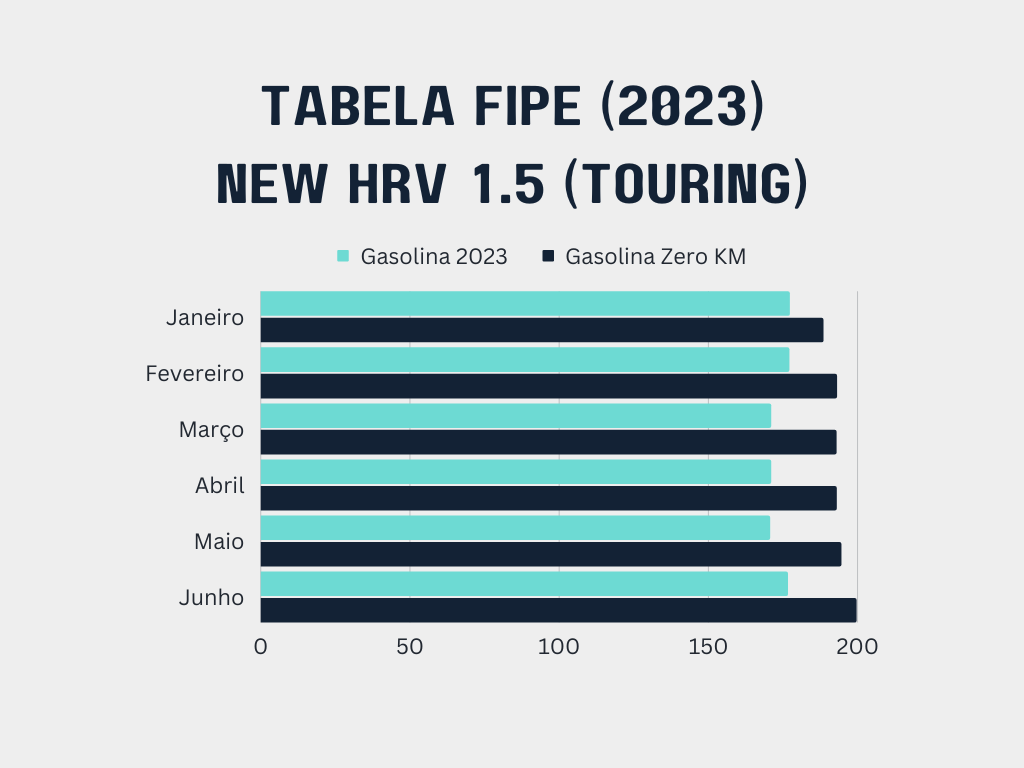 TABELA FIPE (2023)
NEW HRV 1.5 (TOURING)
Gasolina 2023 Gasolina Zero KM
Janeiro
Fevereiro
Março
Abril
Maio
Junho
0 50 100 150 200